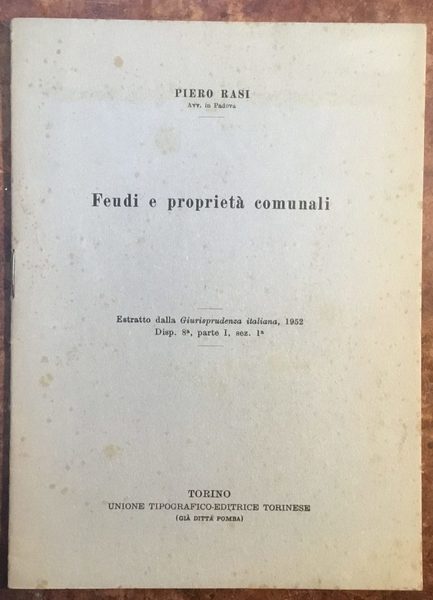 PIERO RASI
Avv. in Padova
Feudi e proprietà comunali
Estratto dalla Giurisprudenza italiana, 1952
Disp. 8ª, parte I, sez. 1ª
TORINO
UNIONE TIPOGRAFICO-EDITRICE TORINESE
(GIÀ DITTA POMBA)